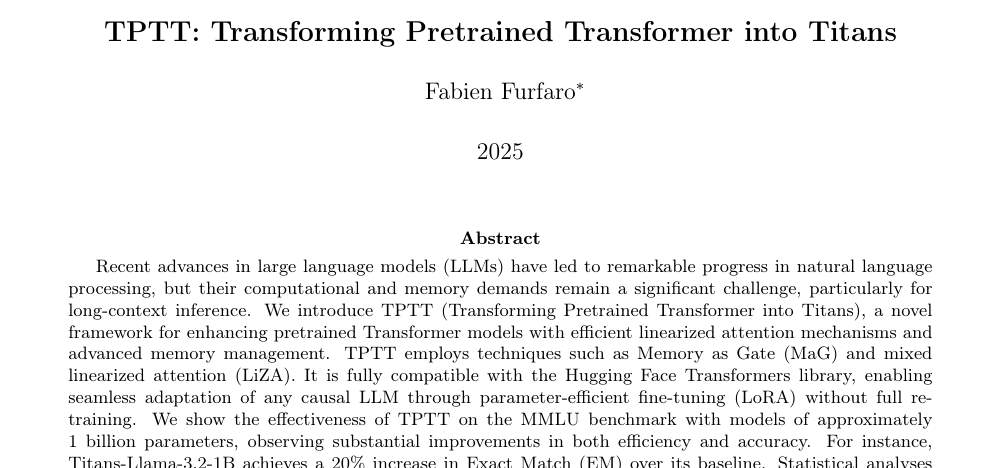 TPTT: Transforming Pretrained Transformer into Titans
Fabien Furfaro*
2025
Abstract
Recent advances in large language models (LLMs) have led to remarkable progress in natural language
processing, but their computational and memory demands remain a significant challenge, particularly for
long-context inference. We introduce TPTT (Transforming Pretrained Transformer into Titans), a novel
framework for enhancing pretrained Transformer models with efficient linearized attention mechanisms and
advanced memory management. TPTT employs techniques such as Memory as Gate (MaG) and mixed
linearized attention (LiZA). It is fully compatible with the Hugging Face Transformers library, enabling
seamless adaptation of any causal LLM through parameter-efficient fine-tuning (LoRA) without full re-
training. We show the effectiveness of TPTT on the MMLU benchmark with models of approximately
1 billion parameters, observing substantial improvements in both efficiency and accuracy. For instance,
Titans-Llama-3.2-1B achieves a 20% increase in Exact Match (EM) over its baseline. Statistical analyses